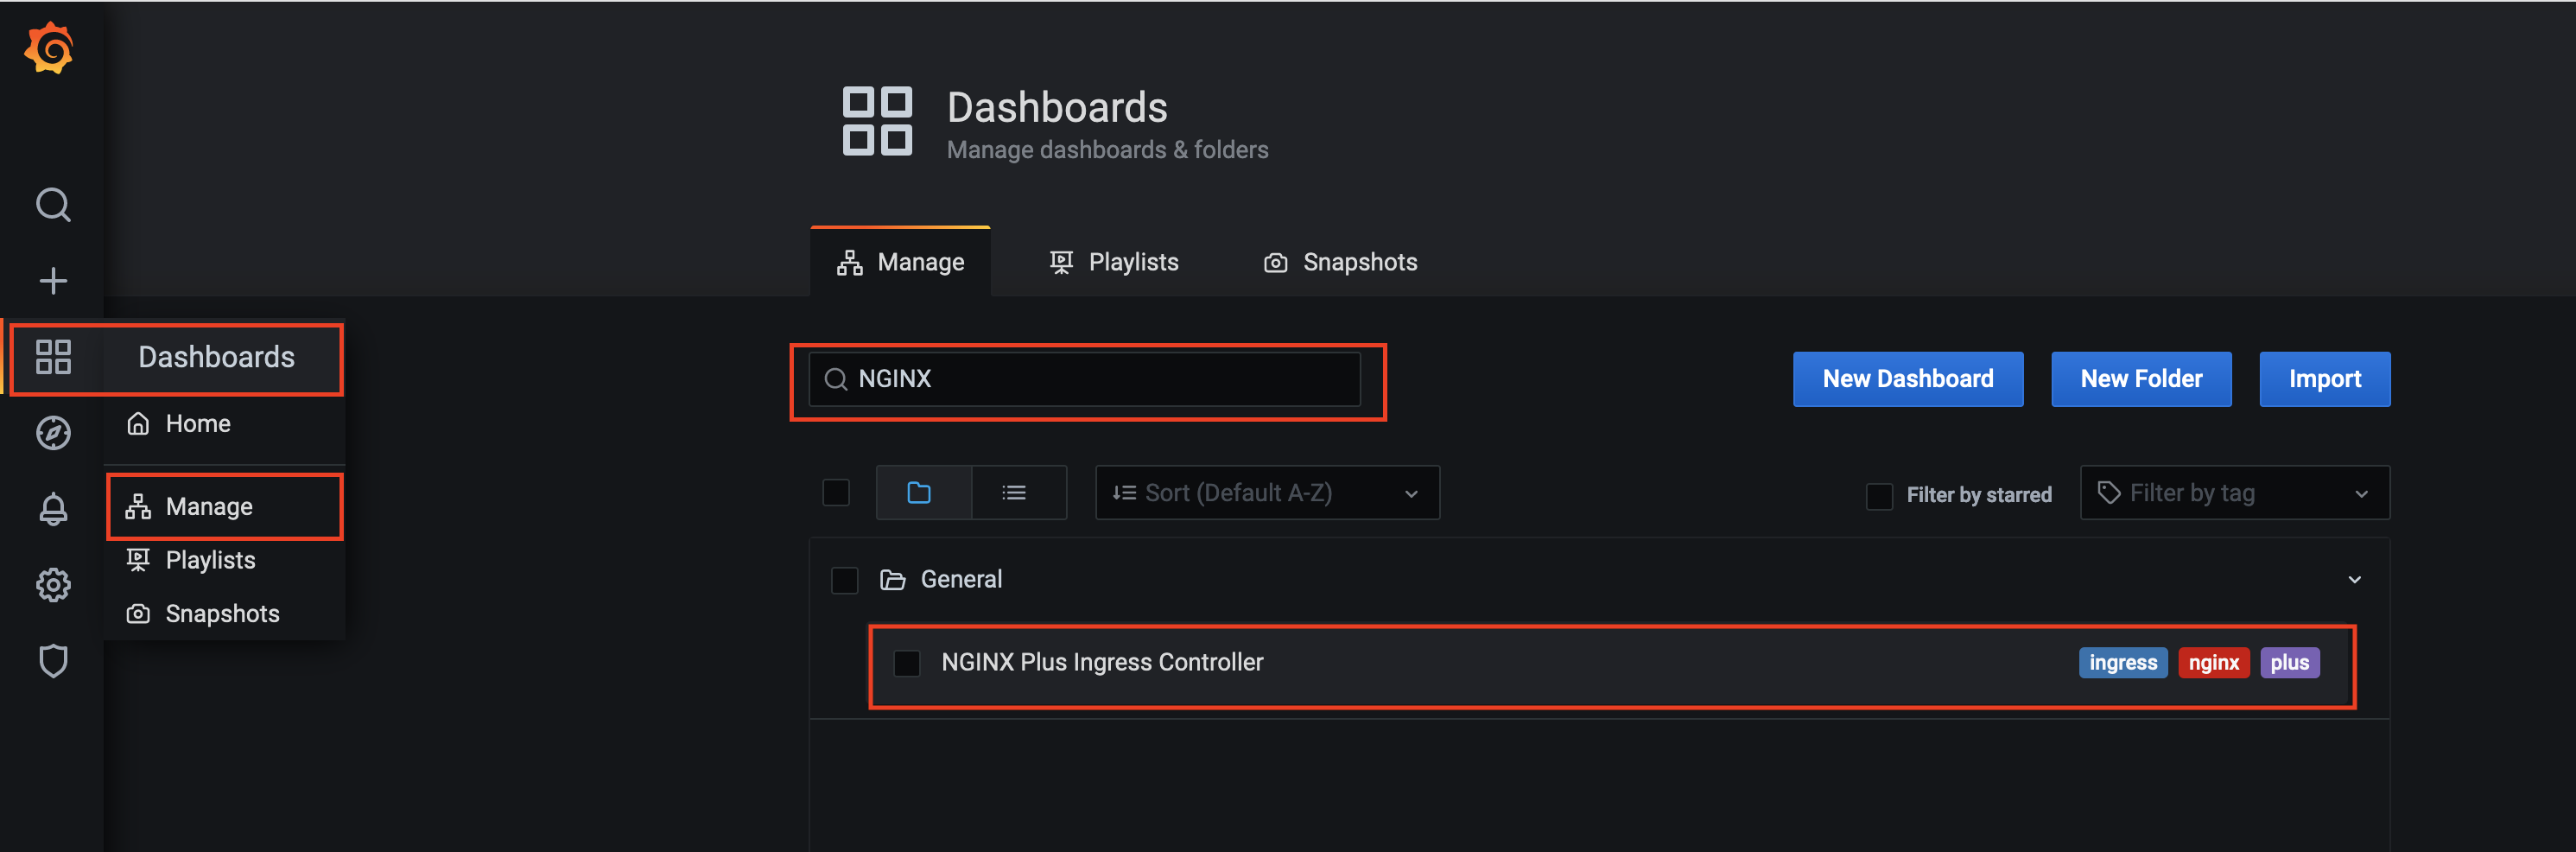 Dashboards
Manage dashboards & folders
Manage
Playlists
Snapshots
Dashboards
Home
Manage
Playlists
Snapshots
NGINX
New Dashboard
New Folder
Import
Sort (Default A-Z)
Filter by starred
Filter by tag
General
NGINX Plus Ingress Controller
ingress
nginx
plus